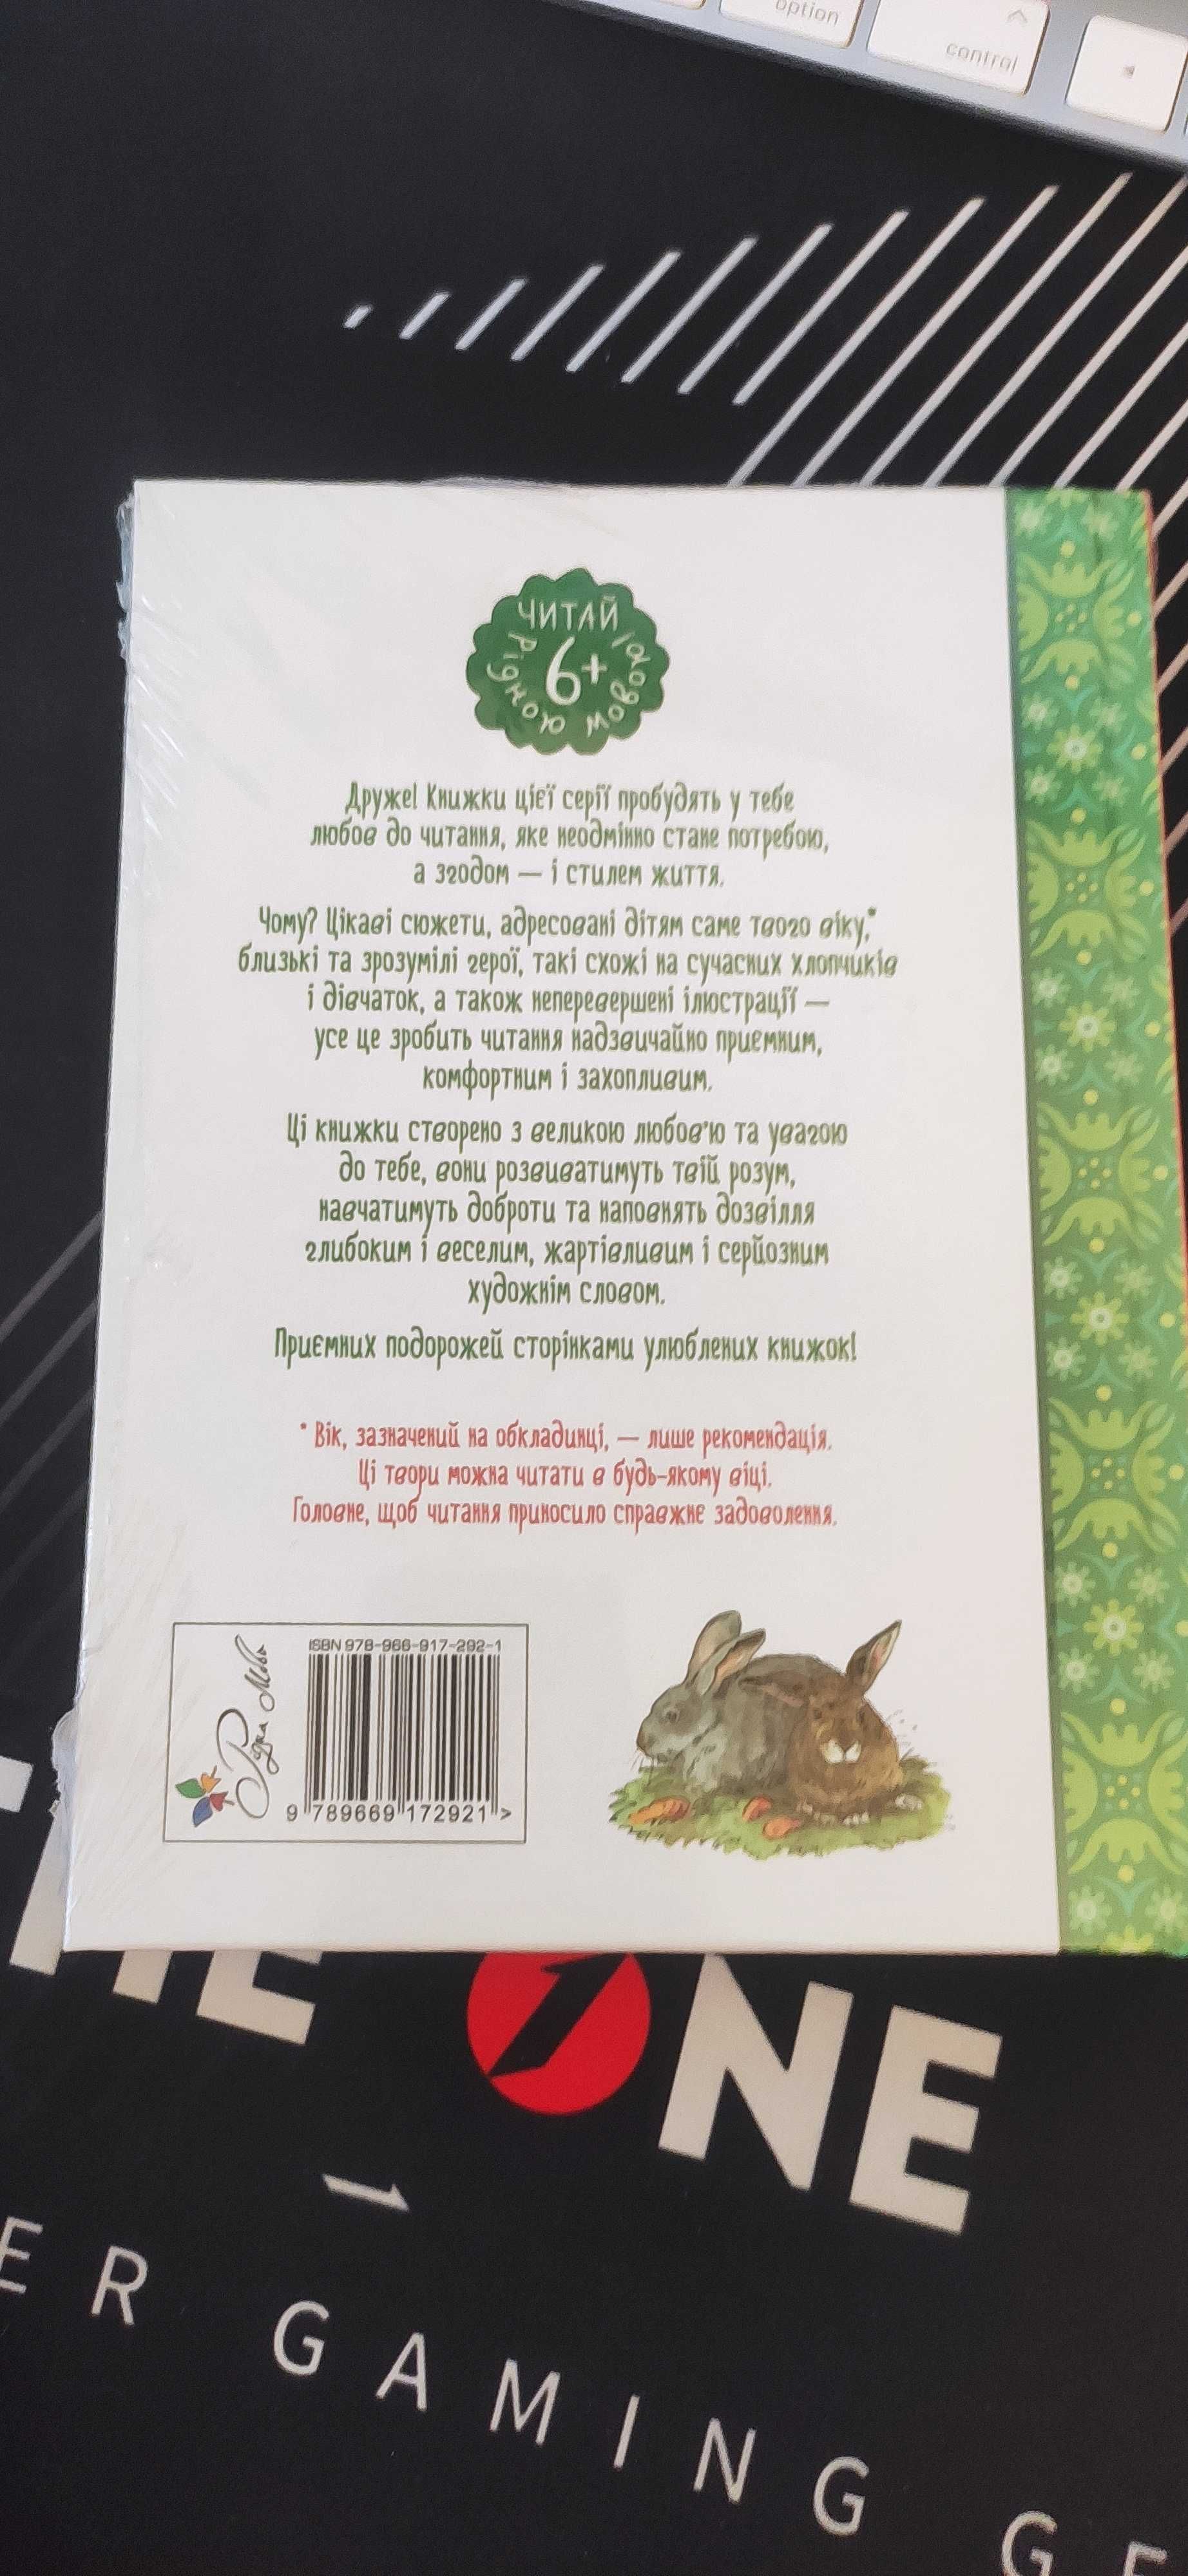 option
control
ЧИТАЙ
рідною мовою!
6+
Друже! Книжки цієї серії пробудять у тебе
любов до читання, яке неодмінно стане потребою,
а згодом — і стилем життя.
Чому? Цікаві сюжети, адресовані дітям саме твого віку,*
близькі та зрозумілі герої, такі схожі на сучасних хлопчиків
і дівчаток, а також неперевершені ілюстрації —
усе це зробить читання надзвичайно приємним,
комфортним і захопливим.
Ці книжки створено з великою любов'ю та увагою
до тебе, вони розвиватимуть твій розум,
навчатимуть доброти та наповнять дозвілля
глибоким і веселим, жартівливим і серйозним
художнім словом.
Приємних подорожей сторінками улюблених книжок!
* Вік, зазначений на обкладинці, — лише рекомендація.
Ці твори можна читати в будь-якому віці.
Головне, щоб читання приносило справжнє задоволення.
Рідна Мова
ISBN 978-966-917-292-1
9 789669 172921 >
NE
ER GAMING GE